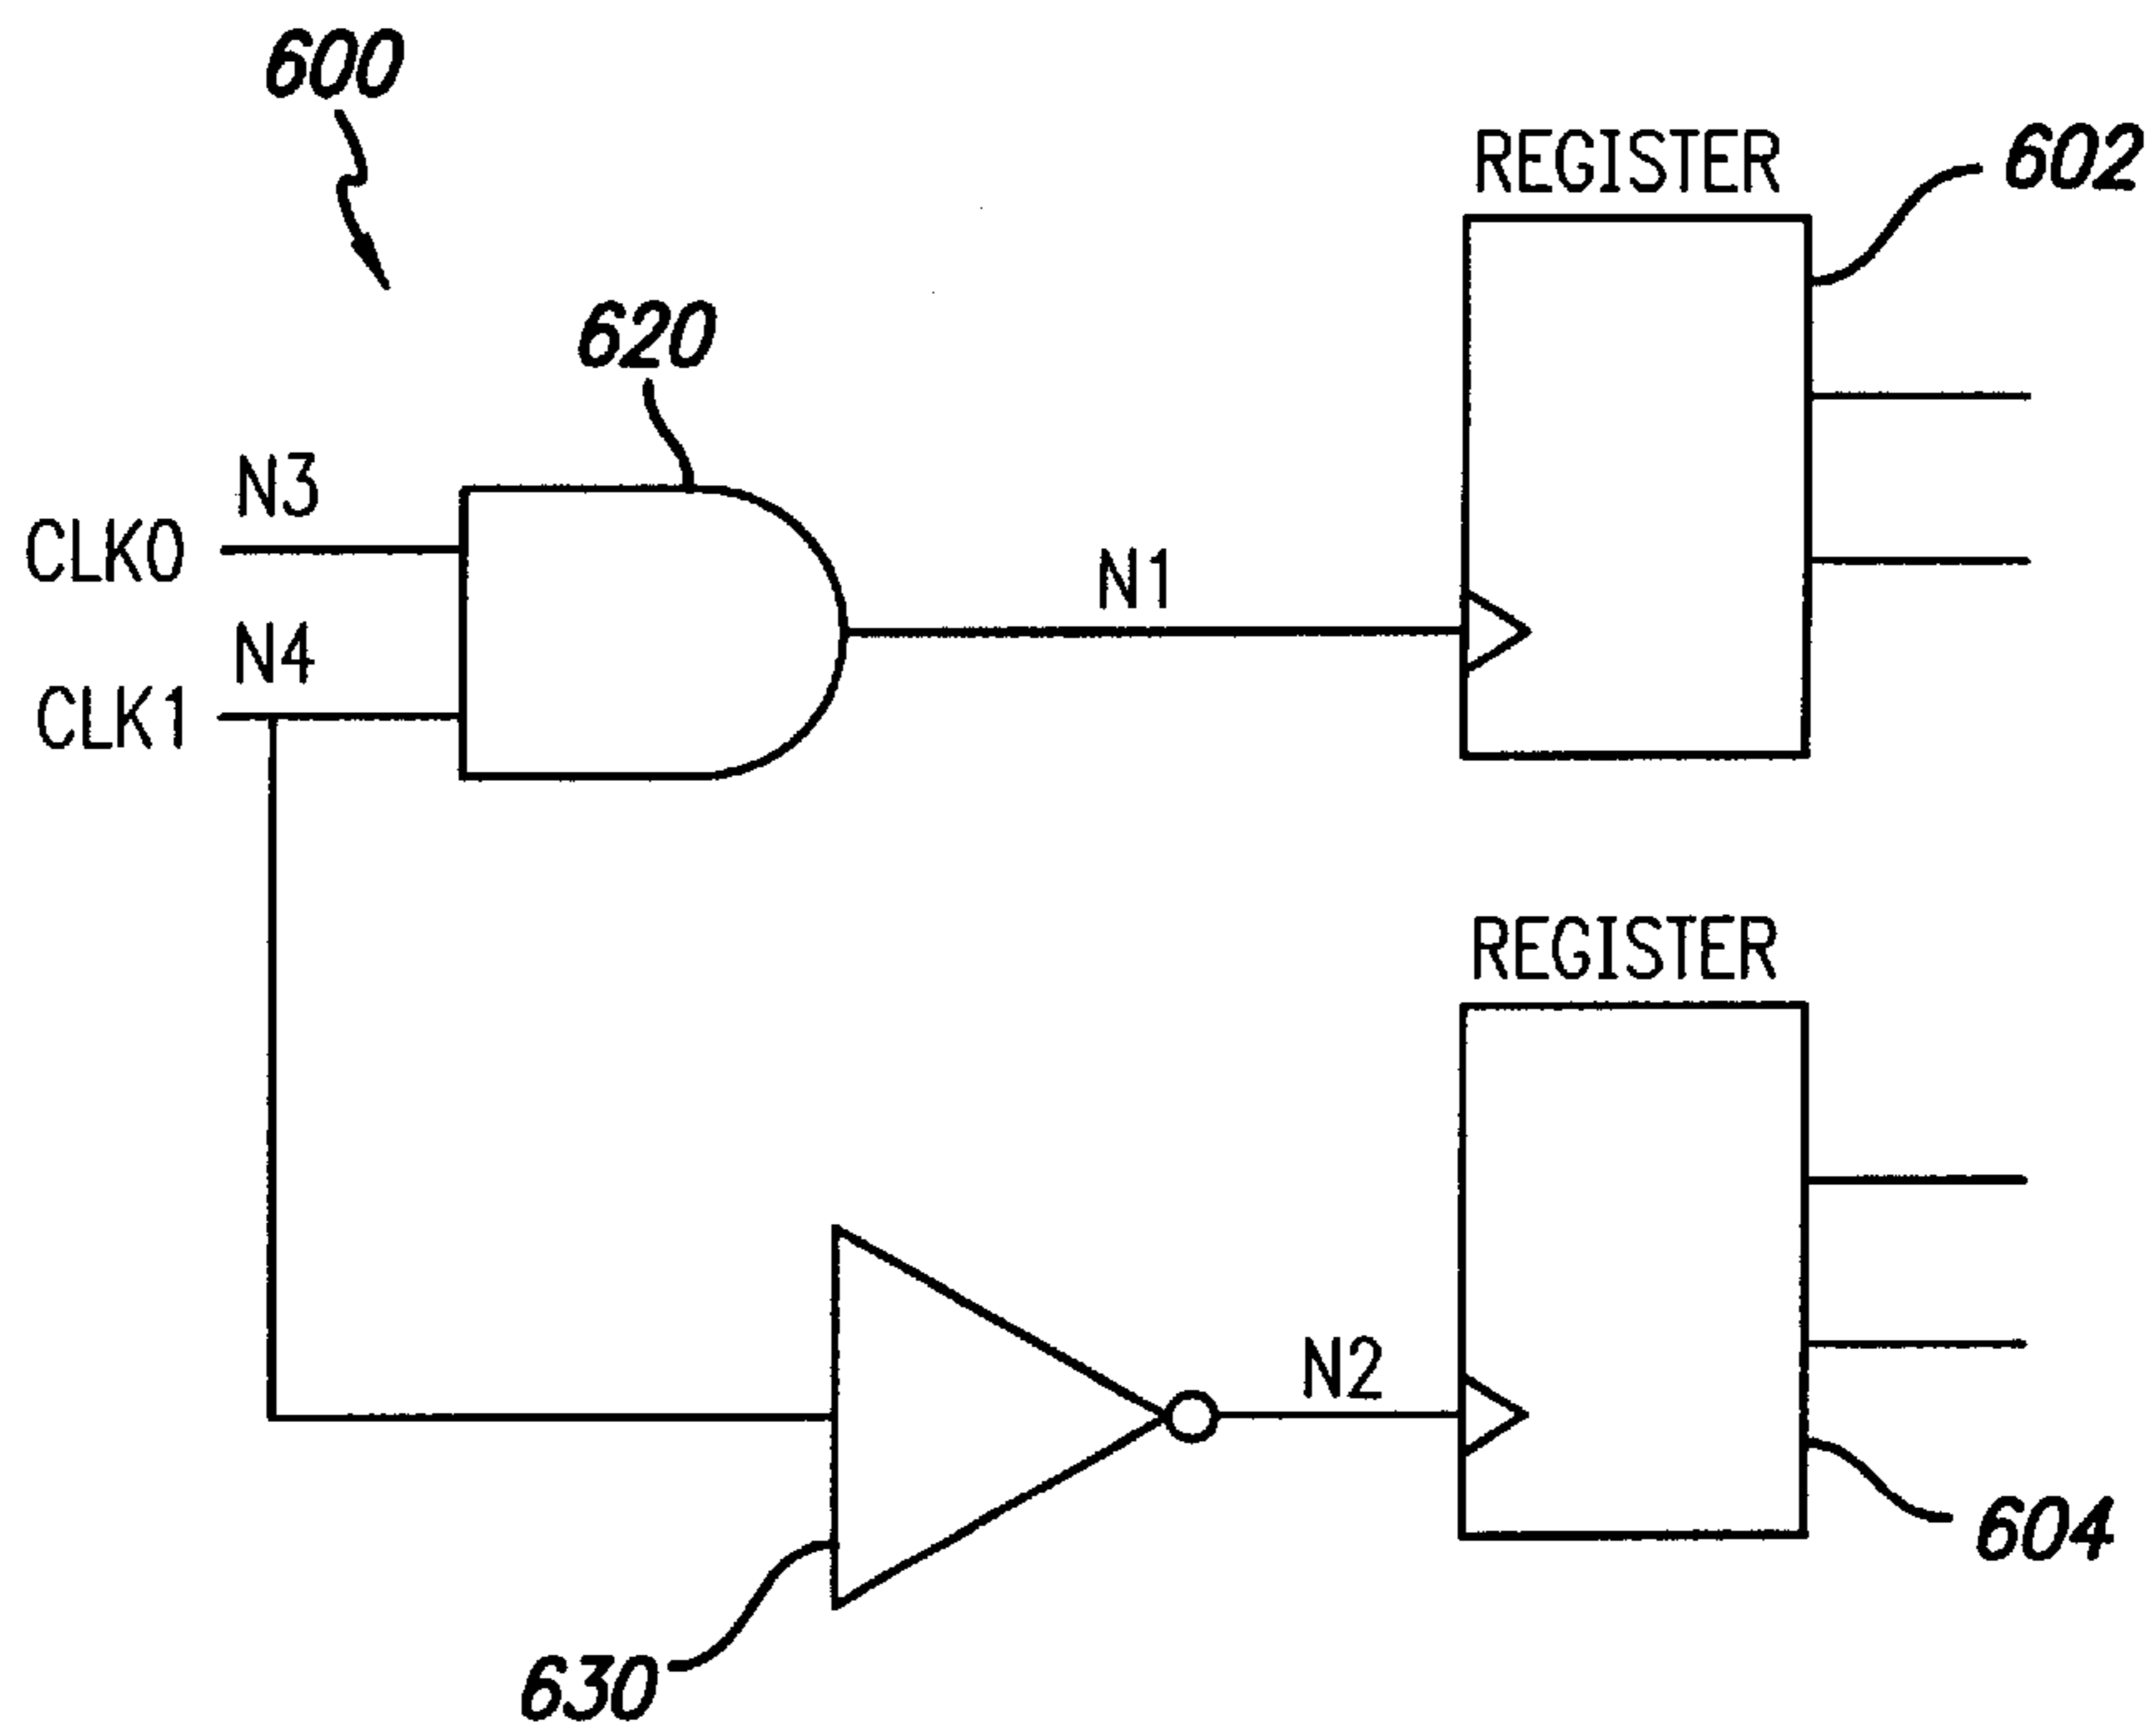 600
REGISTER
602
620
N3
CLK0
N1
N4
CLK1
REGISTER
N2
604
630